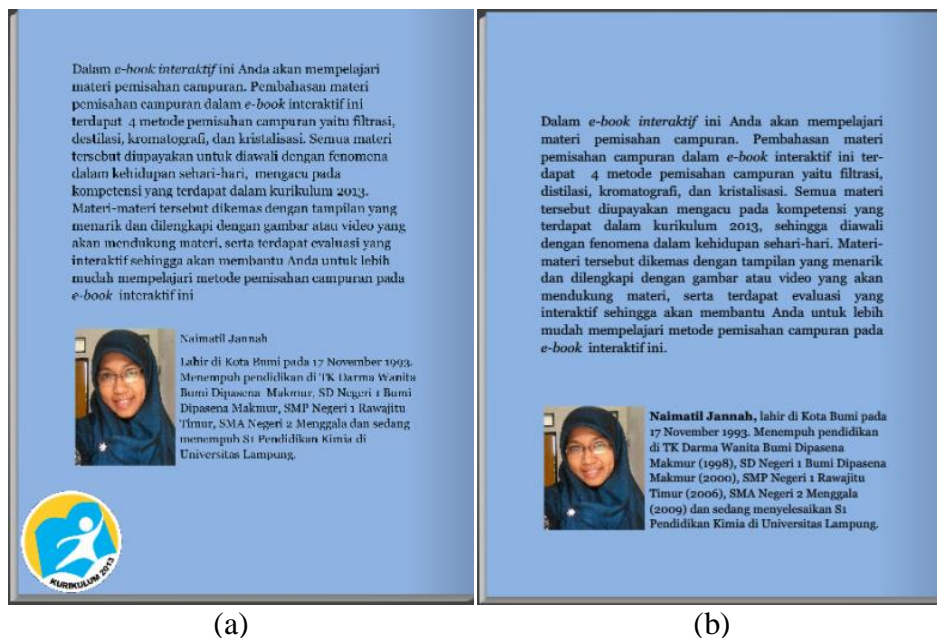 Dalam e-book interaktif ini Anda akan mempelajari
materi pemisahan campuran. Pembahasan materi
pemisahan campuran dalam e-book interaktif ini
terdapat 4 metode pemisahan campuran yaitu filtrasi,
destilasi, kromatografi, dan kristalisasi. Semua materi
tersebut diupayakan untuk diawali dengan fenomena
dalam kehidupan sehari-hari, mengacu pada
kompetensi yang terdapat dalam kurikulum 2013.
Materi-materi tersebut dikemas dengan tampilan yang
menarik dan dilengkapi dengan gambar atau video yang
akan mendukung materi, serta terdapat evaluasi yang
interaktif sehingga akan membantu Anda untuk lebih
mudah mempelajari metode pemisahan campuran pada
e-book interaktif ini
Naimatil Jannah
Lahir di Kota Bumi pada 17 November 1993.
Menempuh pendidikan di TK Darma Wanita
Bumi Dipasena Makmur, SD Negeri 1 Bumi
Dipasena Makmur, SMP Negeri 1 Rawajitu
Timur, SMA Negeri 2 Menggala dan sedang
menempuh S1 Pendidikan Kimia di
Universitas Lampung.
KURIKULUM 2013
(a)
Dalam e-book interaktif ini Anda akan mempelajari
materi pemisahan campuran. Pembahasan materi
pemisahan campuran dalam e-book interaktif ini ter-
dapat 4 metode pemisahan campuran yaitu filtrasi,
distilasi, kromatografi, dan kristalisasi. Semua materi
tersebut diupayakan mengacu pada kompetensi yang
terdapat dalam kurikulum 2013, sehingga diawali
dengan fenomena dalam kehidupan sehari-hari. Materi-
materi tersebut dikemas dengan tampilan yang menarik
dan dilengkapi dengan gambar atau video yang akan
mendukung materi, serta terdapat evaluasi yang
interaktif sehingga akan membantu Anda untuk lebih
mudah mempelajari metode pemisahan campuran pada
e-book interaktif ini.
Naimatil Jannah, lahir di Kota Bumi pada
17 November 1993. Menempuh pendidikan
di TK Darma Wanita Bumi Dipasena
Makmur (1998), SD Negeri 1 Bumi Dipasena
Makmur (2000), SMP Negeri 1 Rawajitu
Timur (2006), SMA Negeri 2 Menggala
(2009) dan sedang menyelesaikan S1
Pendidikan Kimia di Universitas Lampung.
(b)